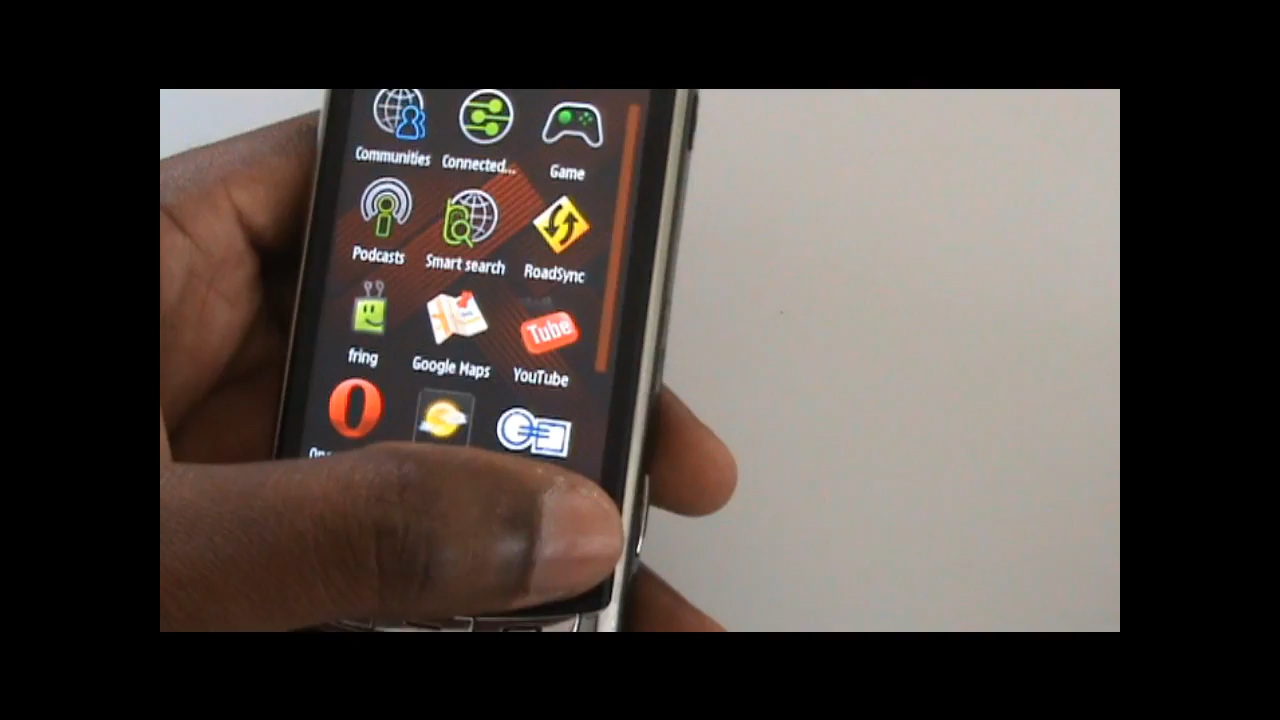 Communities Connected... Game
Podcasts Smart search RoadSync
Tube
fring Google Maps YouTube